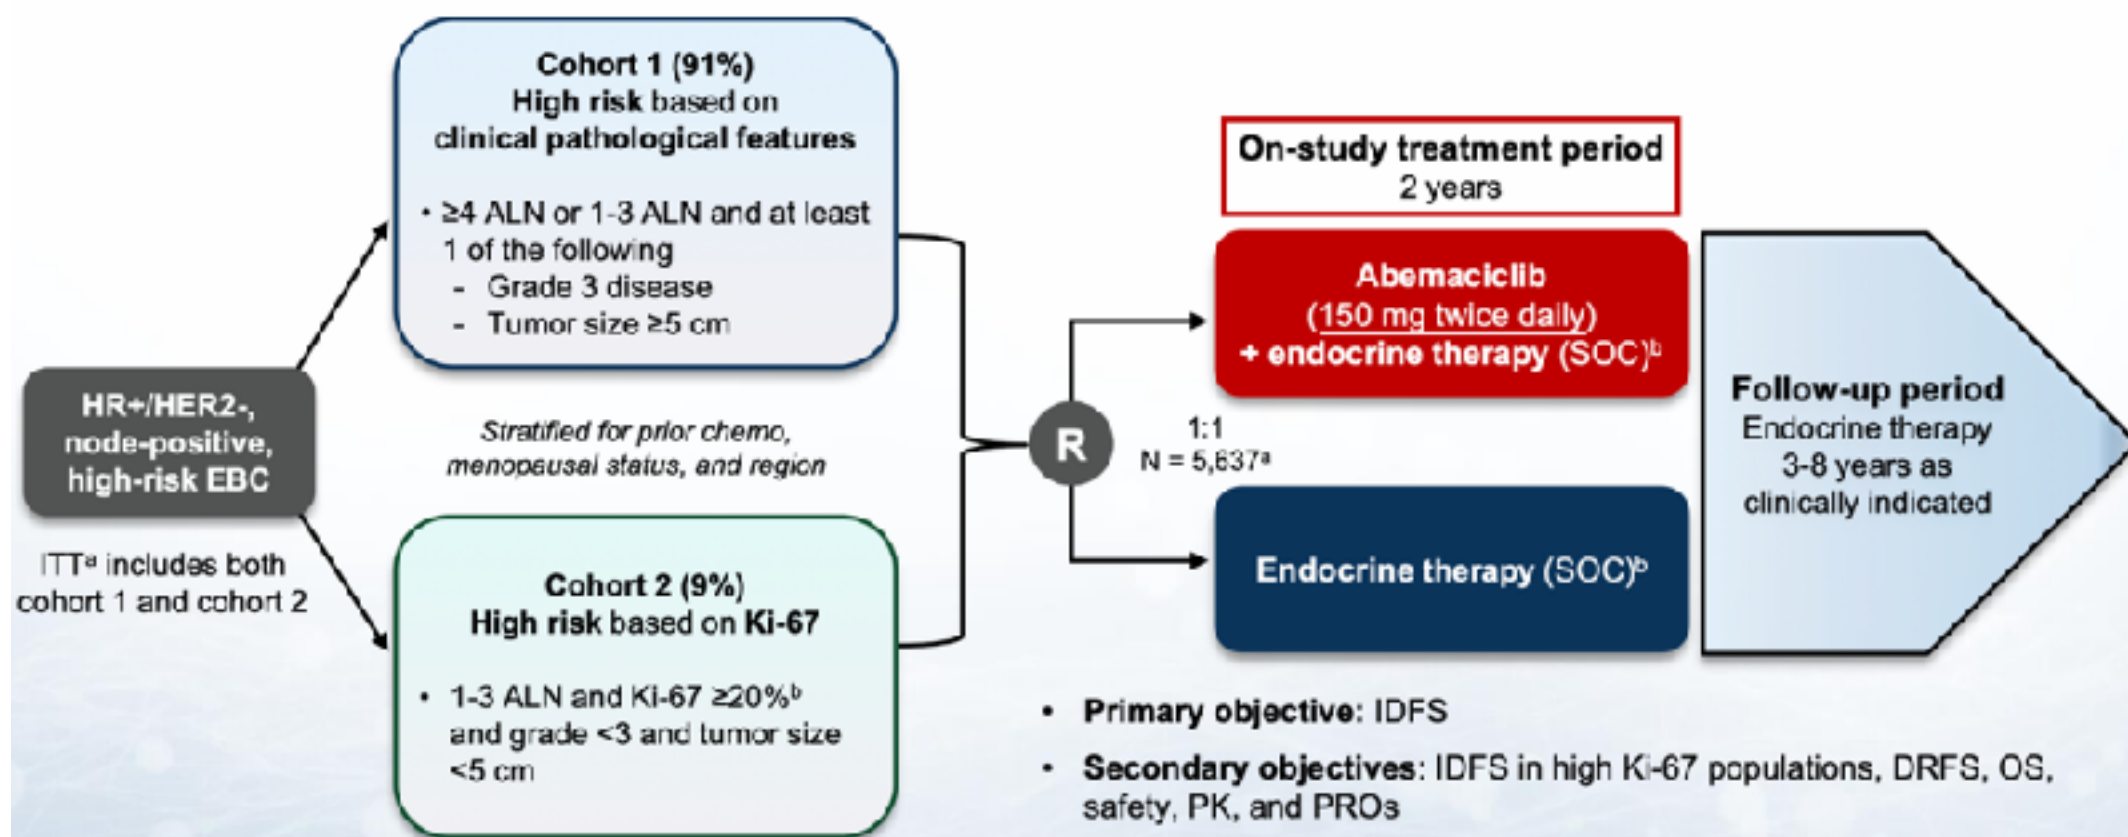 Cohort 1 (91%)
High risk based on
clinical pathological features
• ≥4 ALN or 1-3 ALN and at least
1 of the following
- Grade 3 disease
- Tumor size ≥5 cm
HR+/HER2-,
node-positive,
high-risk EBC
ITTᵃ includes both
cohort 1 and cohort 2
Stratified for prior chemo,
menopausal status, and region
Cohort 2 (9%)
High risk based on Ki-67
• 1-3 ALN and Ki-67 ≥20%ᵇ
and grade <3 and tumor size
<5 cm
R
1:1
N = 5,637ᵃ
On-study treatment period
2 years
Abemaciclib
(150 mg twice daily)
+ endocrine therapy (SOC)ᵇ
Endocrine therapy (SOC)ᵇ
Follow-up period
Endocrine therapy
3-8 years as
clinically indicated
• Primary objective: IDFS
• Secondary objectives: IDFS in high Ki-67 populations, DRFS, OS,
safety, PK, and PROs